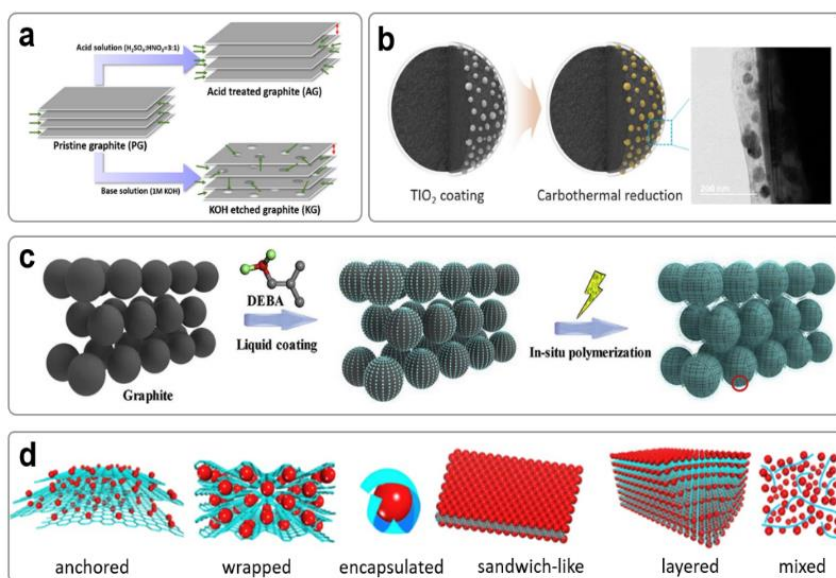 a
Acid solution (H₂SO₄:HNO₃=3:1)
Acid treated graphite (AG)
Pristine graphite (PG)
Base solution (1M KOH)
KOH etched graphite (KG)
b
TIO₂ coating
Carbothermal reduction
200 nm
c
DEBA
Liquid coating
In-situ polymerization
Graphite
d
anchored
wrapped
encapsulated
sandwich-like
layered
mixed